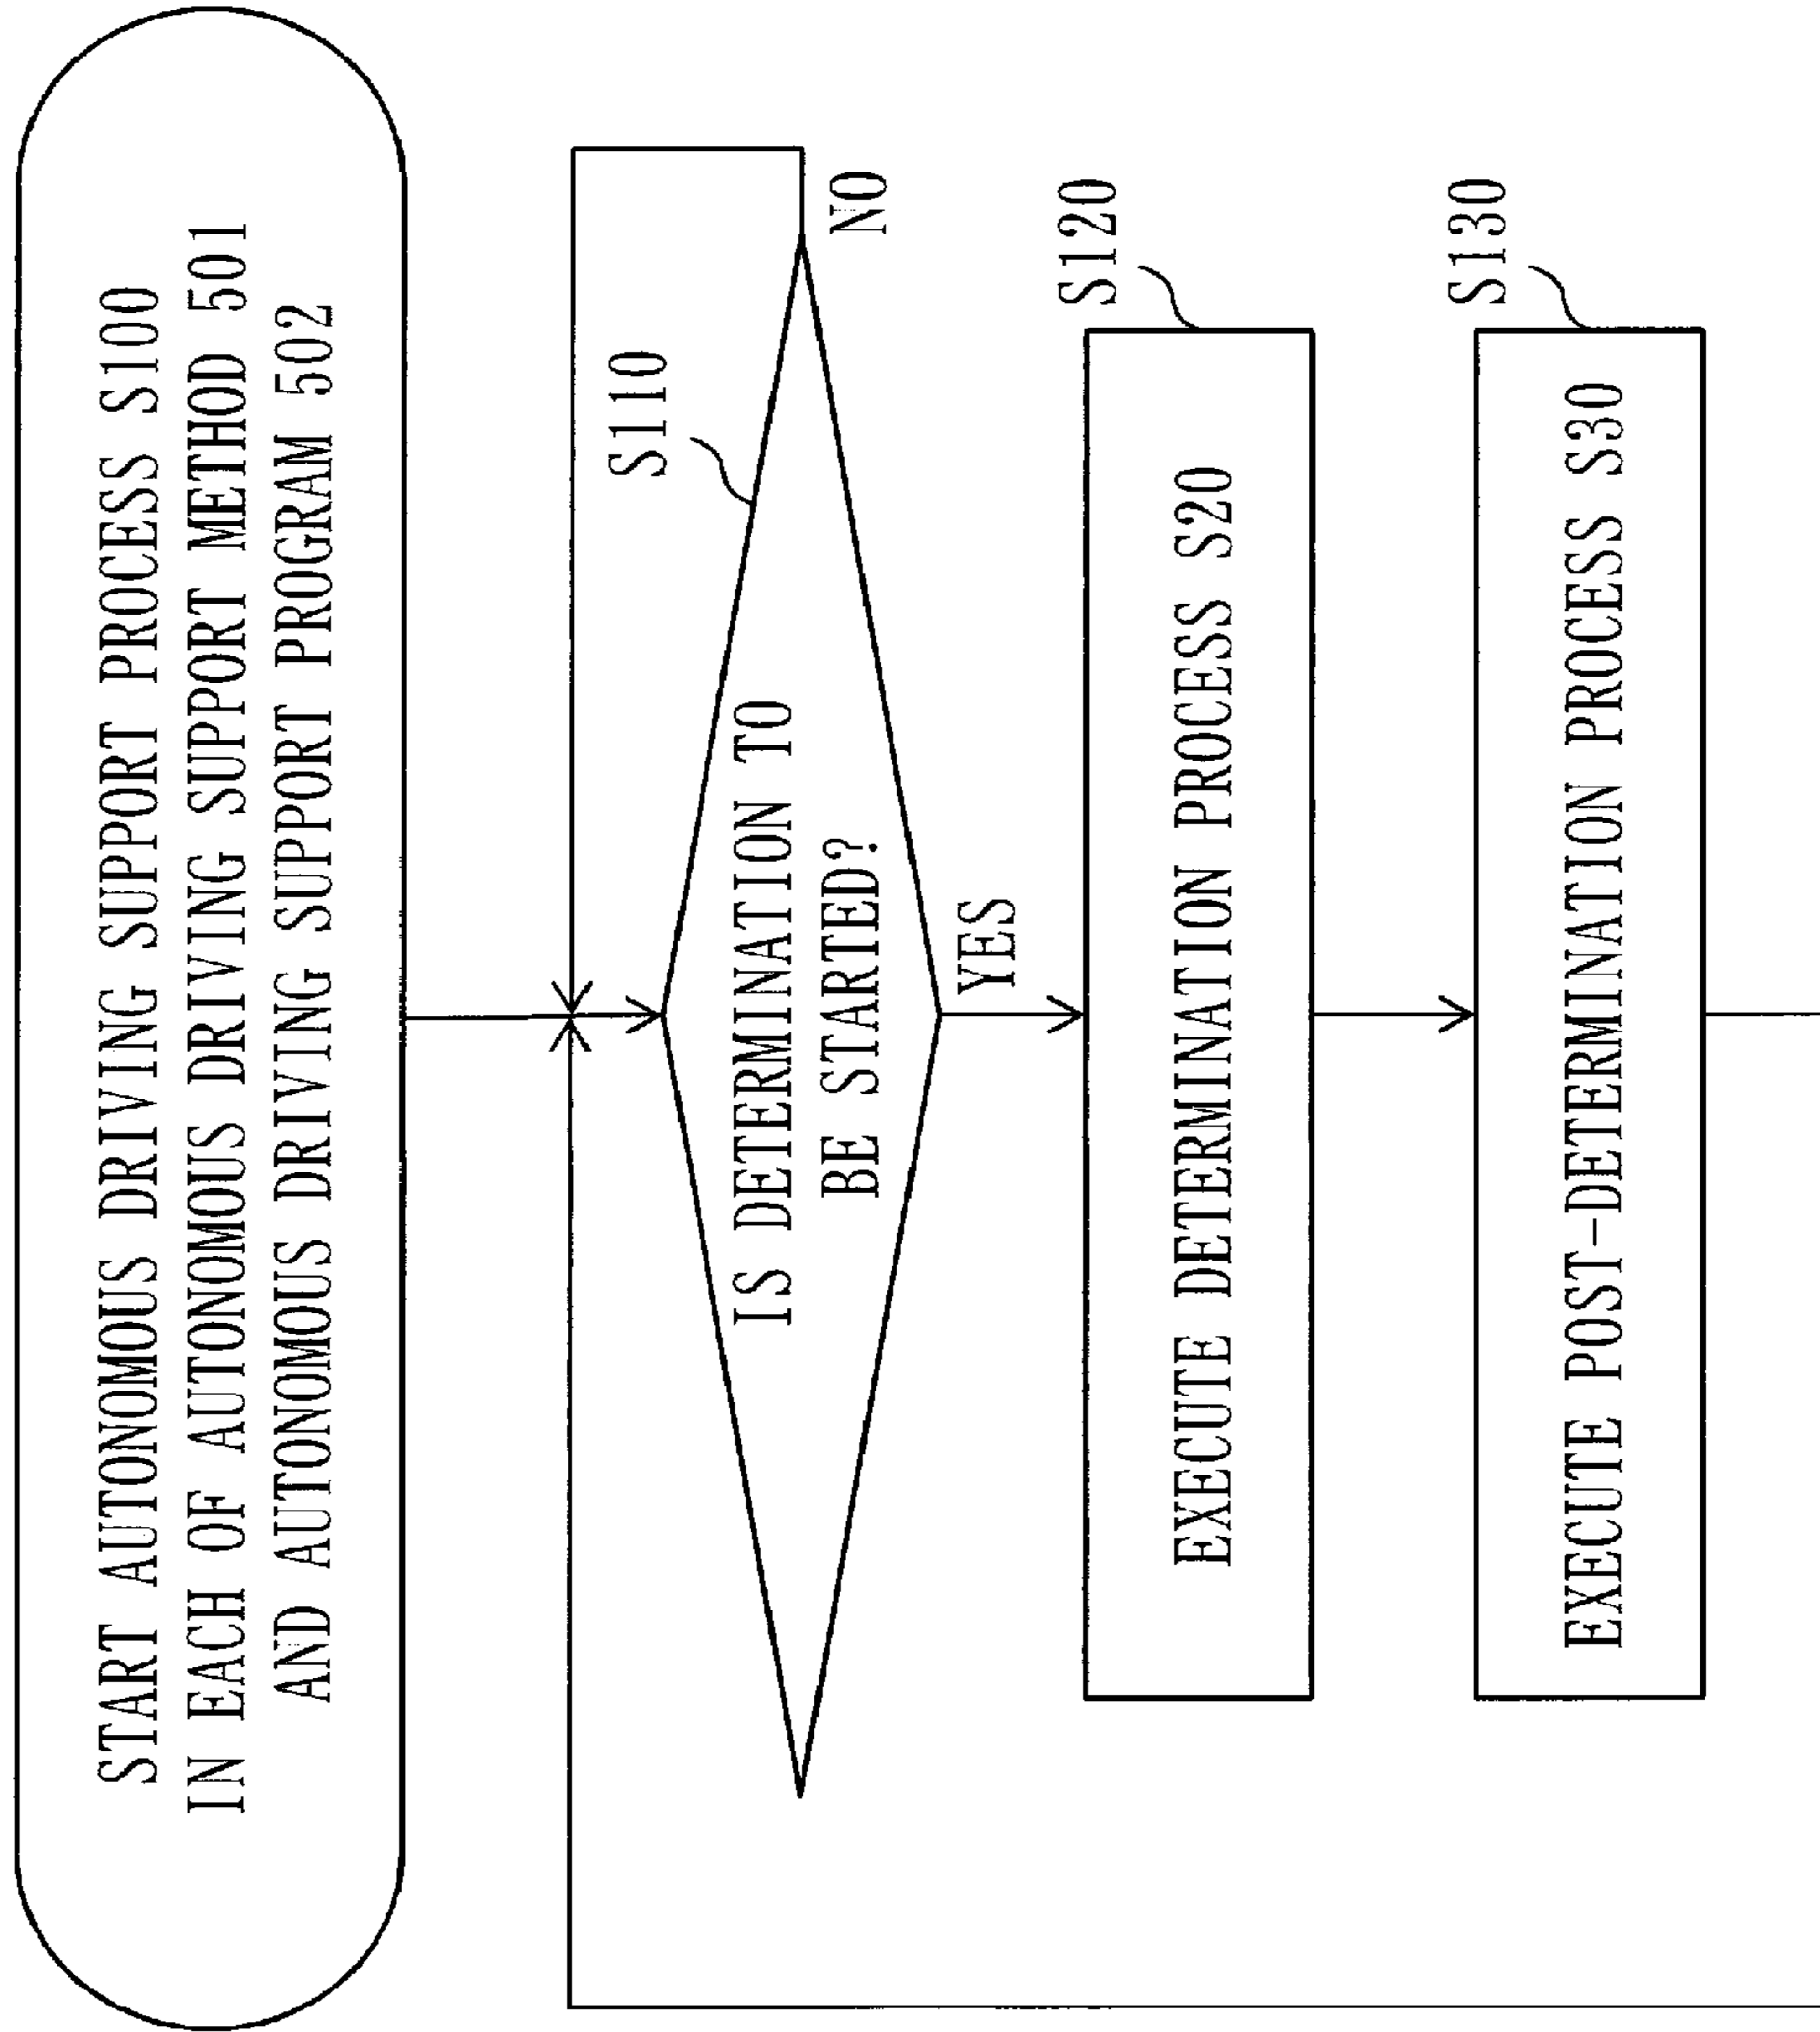 START AUTONOMOUS DRIVING SUPPORT PROCESS S100
IN EACH OF AUTONOMOUS DRIVING SUPPORT METHOD 501
AND AUTONOMOUS DRIVING SUPPORT PROGRAM 502
S110
IS DETERMINATION TO
BE STARTED?
NO
YES
S120
EXECUTE DETERMINATION PROCESS S20
S130
EXECUTE POST-DETERMINATION PROCESS S30